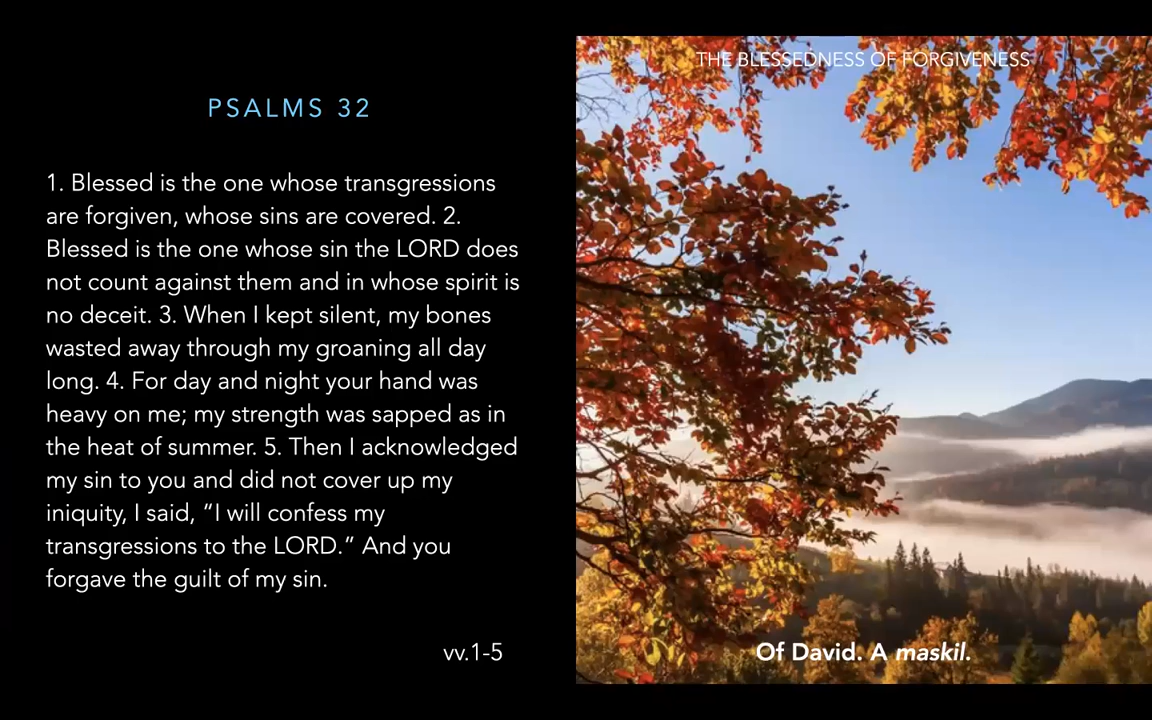 PSALMS 32
1. Blessed is the one whose transgressions
are forgiven, whose sins are covered. 2.
Blessed is the one whose sin the LORD does
not count against them and in whose spirit is
no deceit. 3. When I kept silent, my bones
wasted away through my groaning all day
long. 4. For day and night your hand was
heavy on me; my strength was sapped as in
the heat of summer. 5. Then I acknowledged
my sin to you and did not cover up my
iniquity, I said, “I will confess my
transgressions to the LORD.” And you
forgave the guilt of my sin.
vv.1-5
THE BLESSEDNESS OF FORGIVENESS
Of David. A maskil.